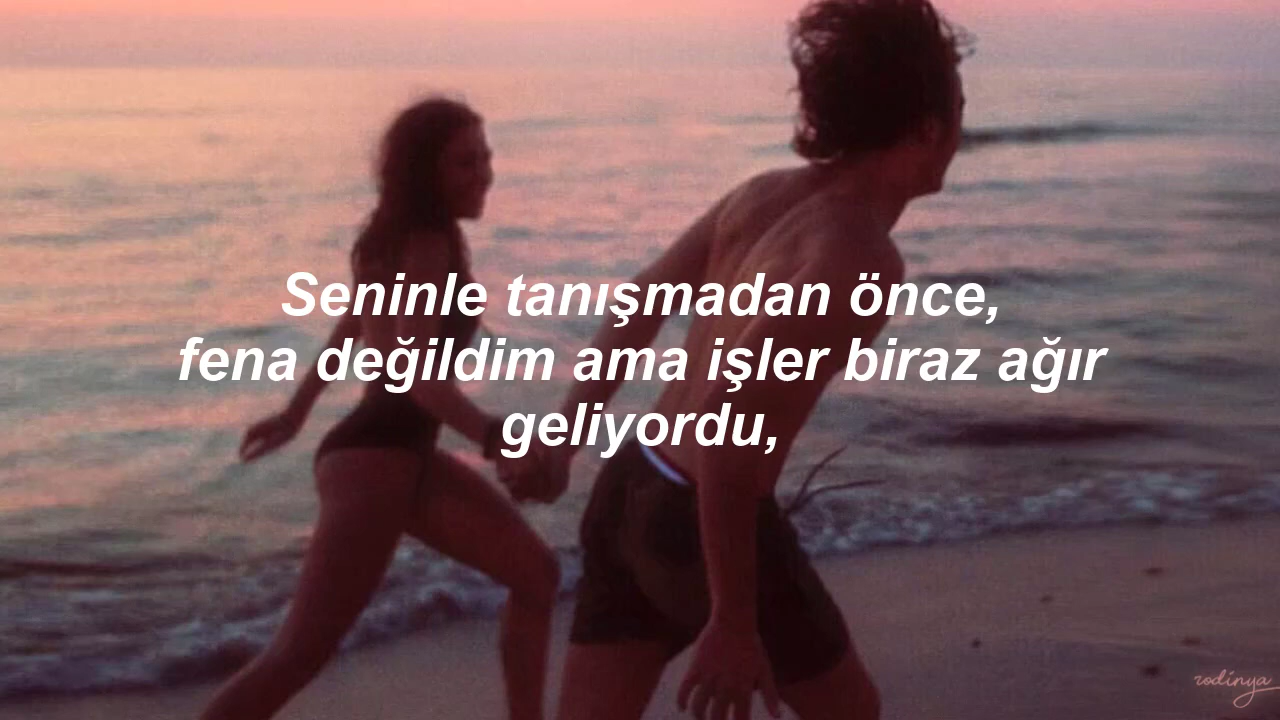 Seninle tanışmadan önce,
fena değildim ama işler biraz ağır
geliyordu,
rodinya